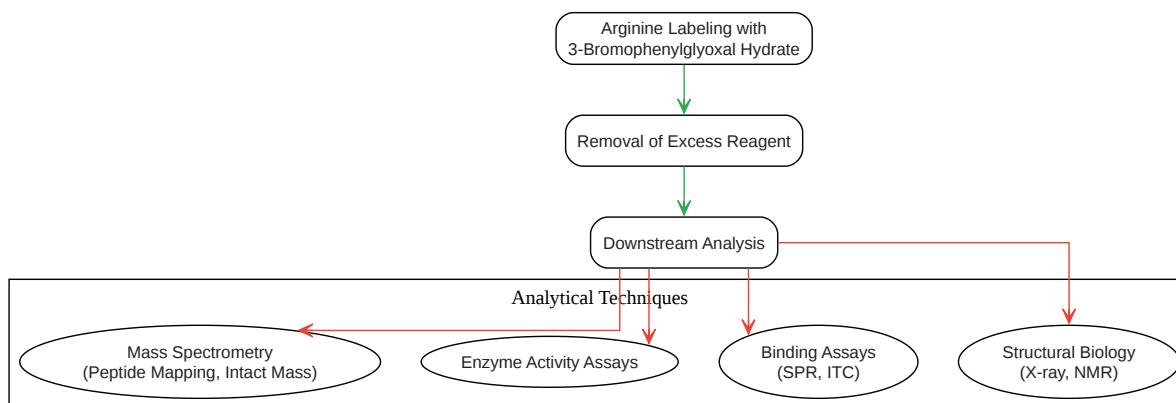 Arginine Labeling with
3-Bromophenylglyoxal Hydrate
Removal of Excess Reagent
Downstream Analysis
Analytical Techniques
Mass Spectrometry
(Peptide Mapping, Intact Mass)
Enzyme Activity Assays
Binding Assays
(SPR, ITC)
Structural Biology
(X-ray, NMR)